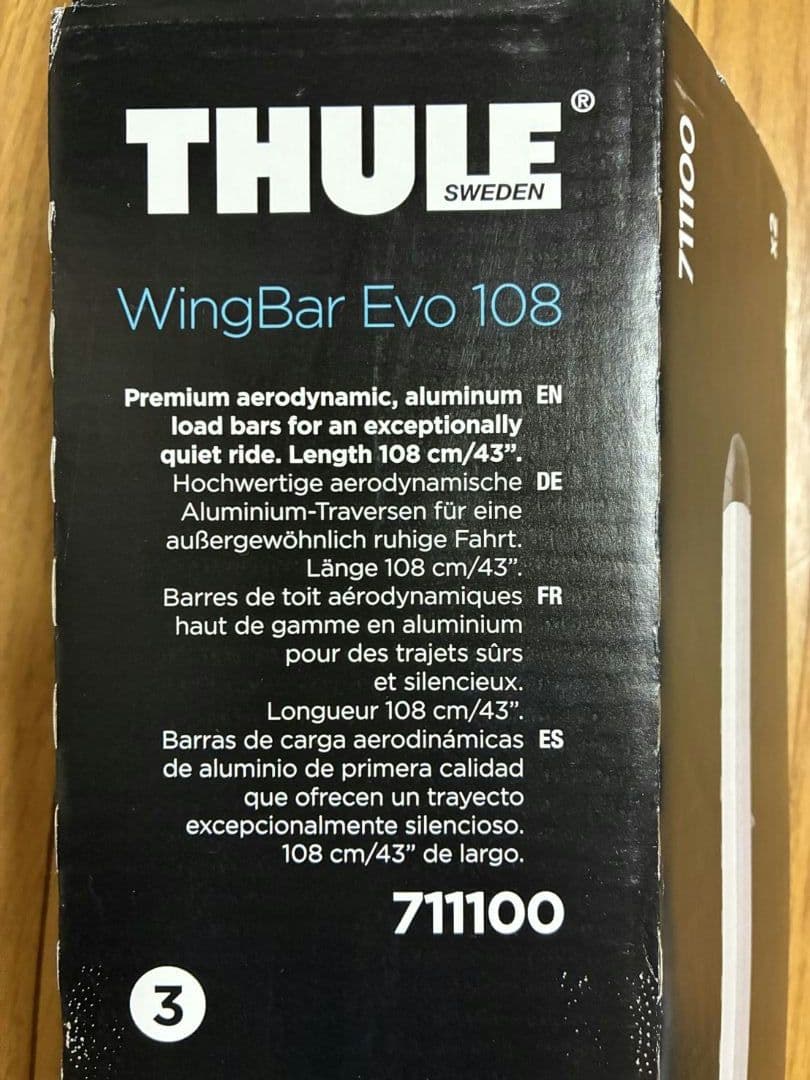 THULE®
SWEDEN
WingBar Evo 108
Premium aerodynamic, aluminum EN
load bars for an exceptionally
quiet ride. Length 108 cm/43”.
Hochwertige aerodynamische DE
Aluminium-Traversen für eine
außergewöhnlich ruhige Fahrt.
Länge 108 cm/43”.
Barres de toit aérodynamiques FR
haut de gamme en aluminium
pour des trajets sûrs
et silencieux.
Longueur 108 cm/43”.
Barras de carga aerodinámicas ES
de aluminio de primera calidad
que ofrecen un trayecto
excepcionalmente silencioso.
108 cm/43” de largo.
711100
3
711100
x2